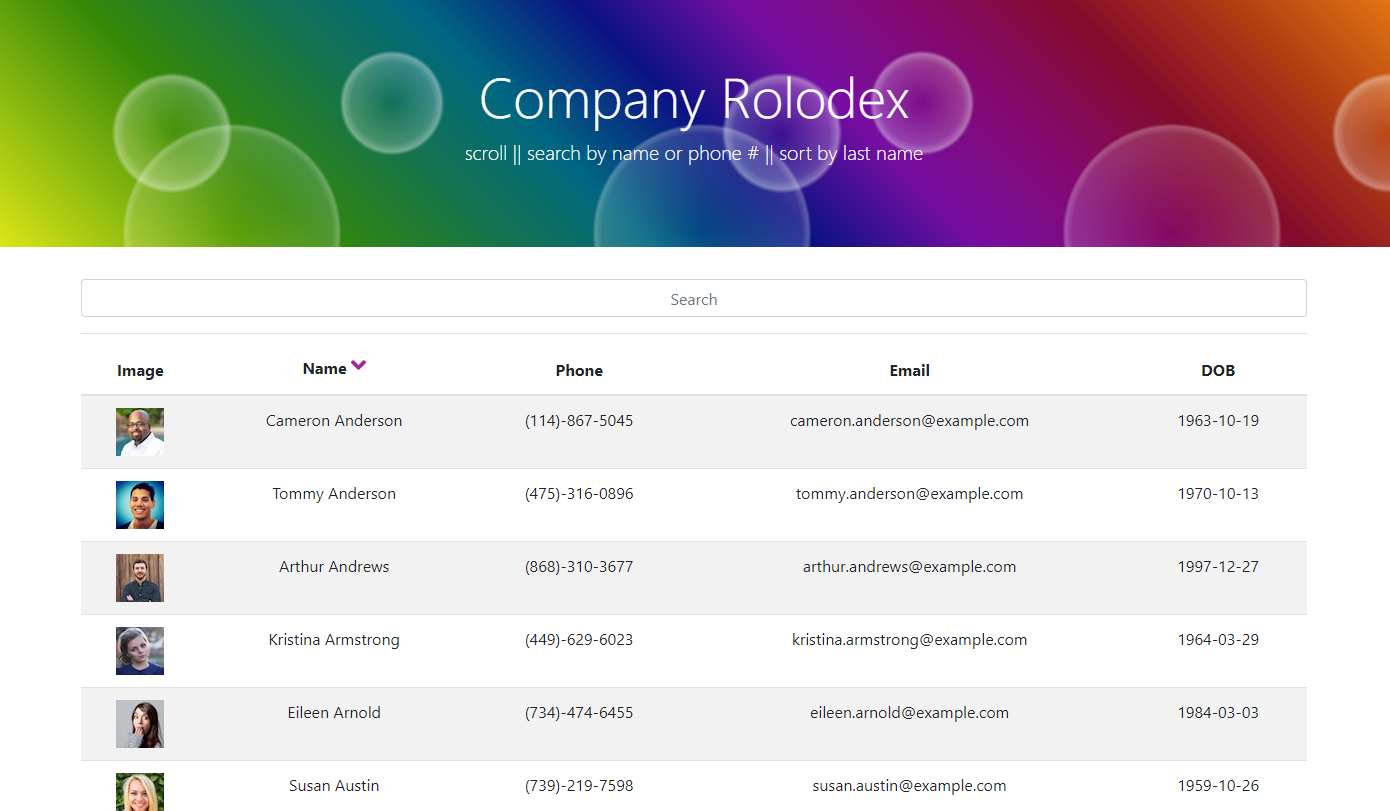 Company Rolodex
scroll || search by name or phone # || sort by last name
Search
Image Name Phone Email DOB
Cameron Anderson (114)-867-5045 cameron.anderson@example.com 1963-10-19
Tommy Anderson (475)-316-0896 tommy.anderson@example.com 1970-10-13
Arthur Andrews (868)-310-3677 arthur.andrews@example.com 1997-12-27
Kristina Armstrong (449)-629-6023 kristina.armstrong@example.com 1964-03-29
Eileen Arnold (734)-474-6455 eileen.arnold@example.com 1984-03-03
Susan Austin (739)-219-7598 susan.austin@example.com 1959-10-26